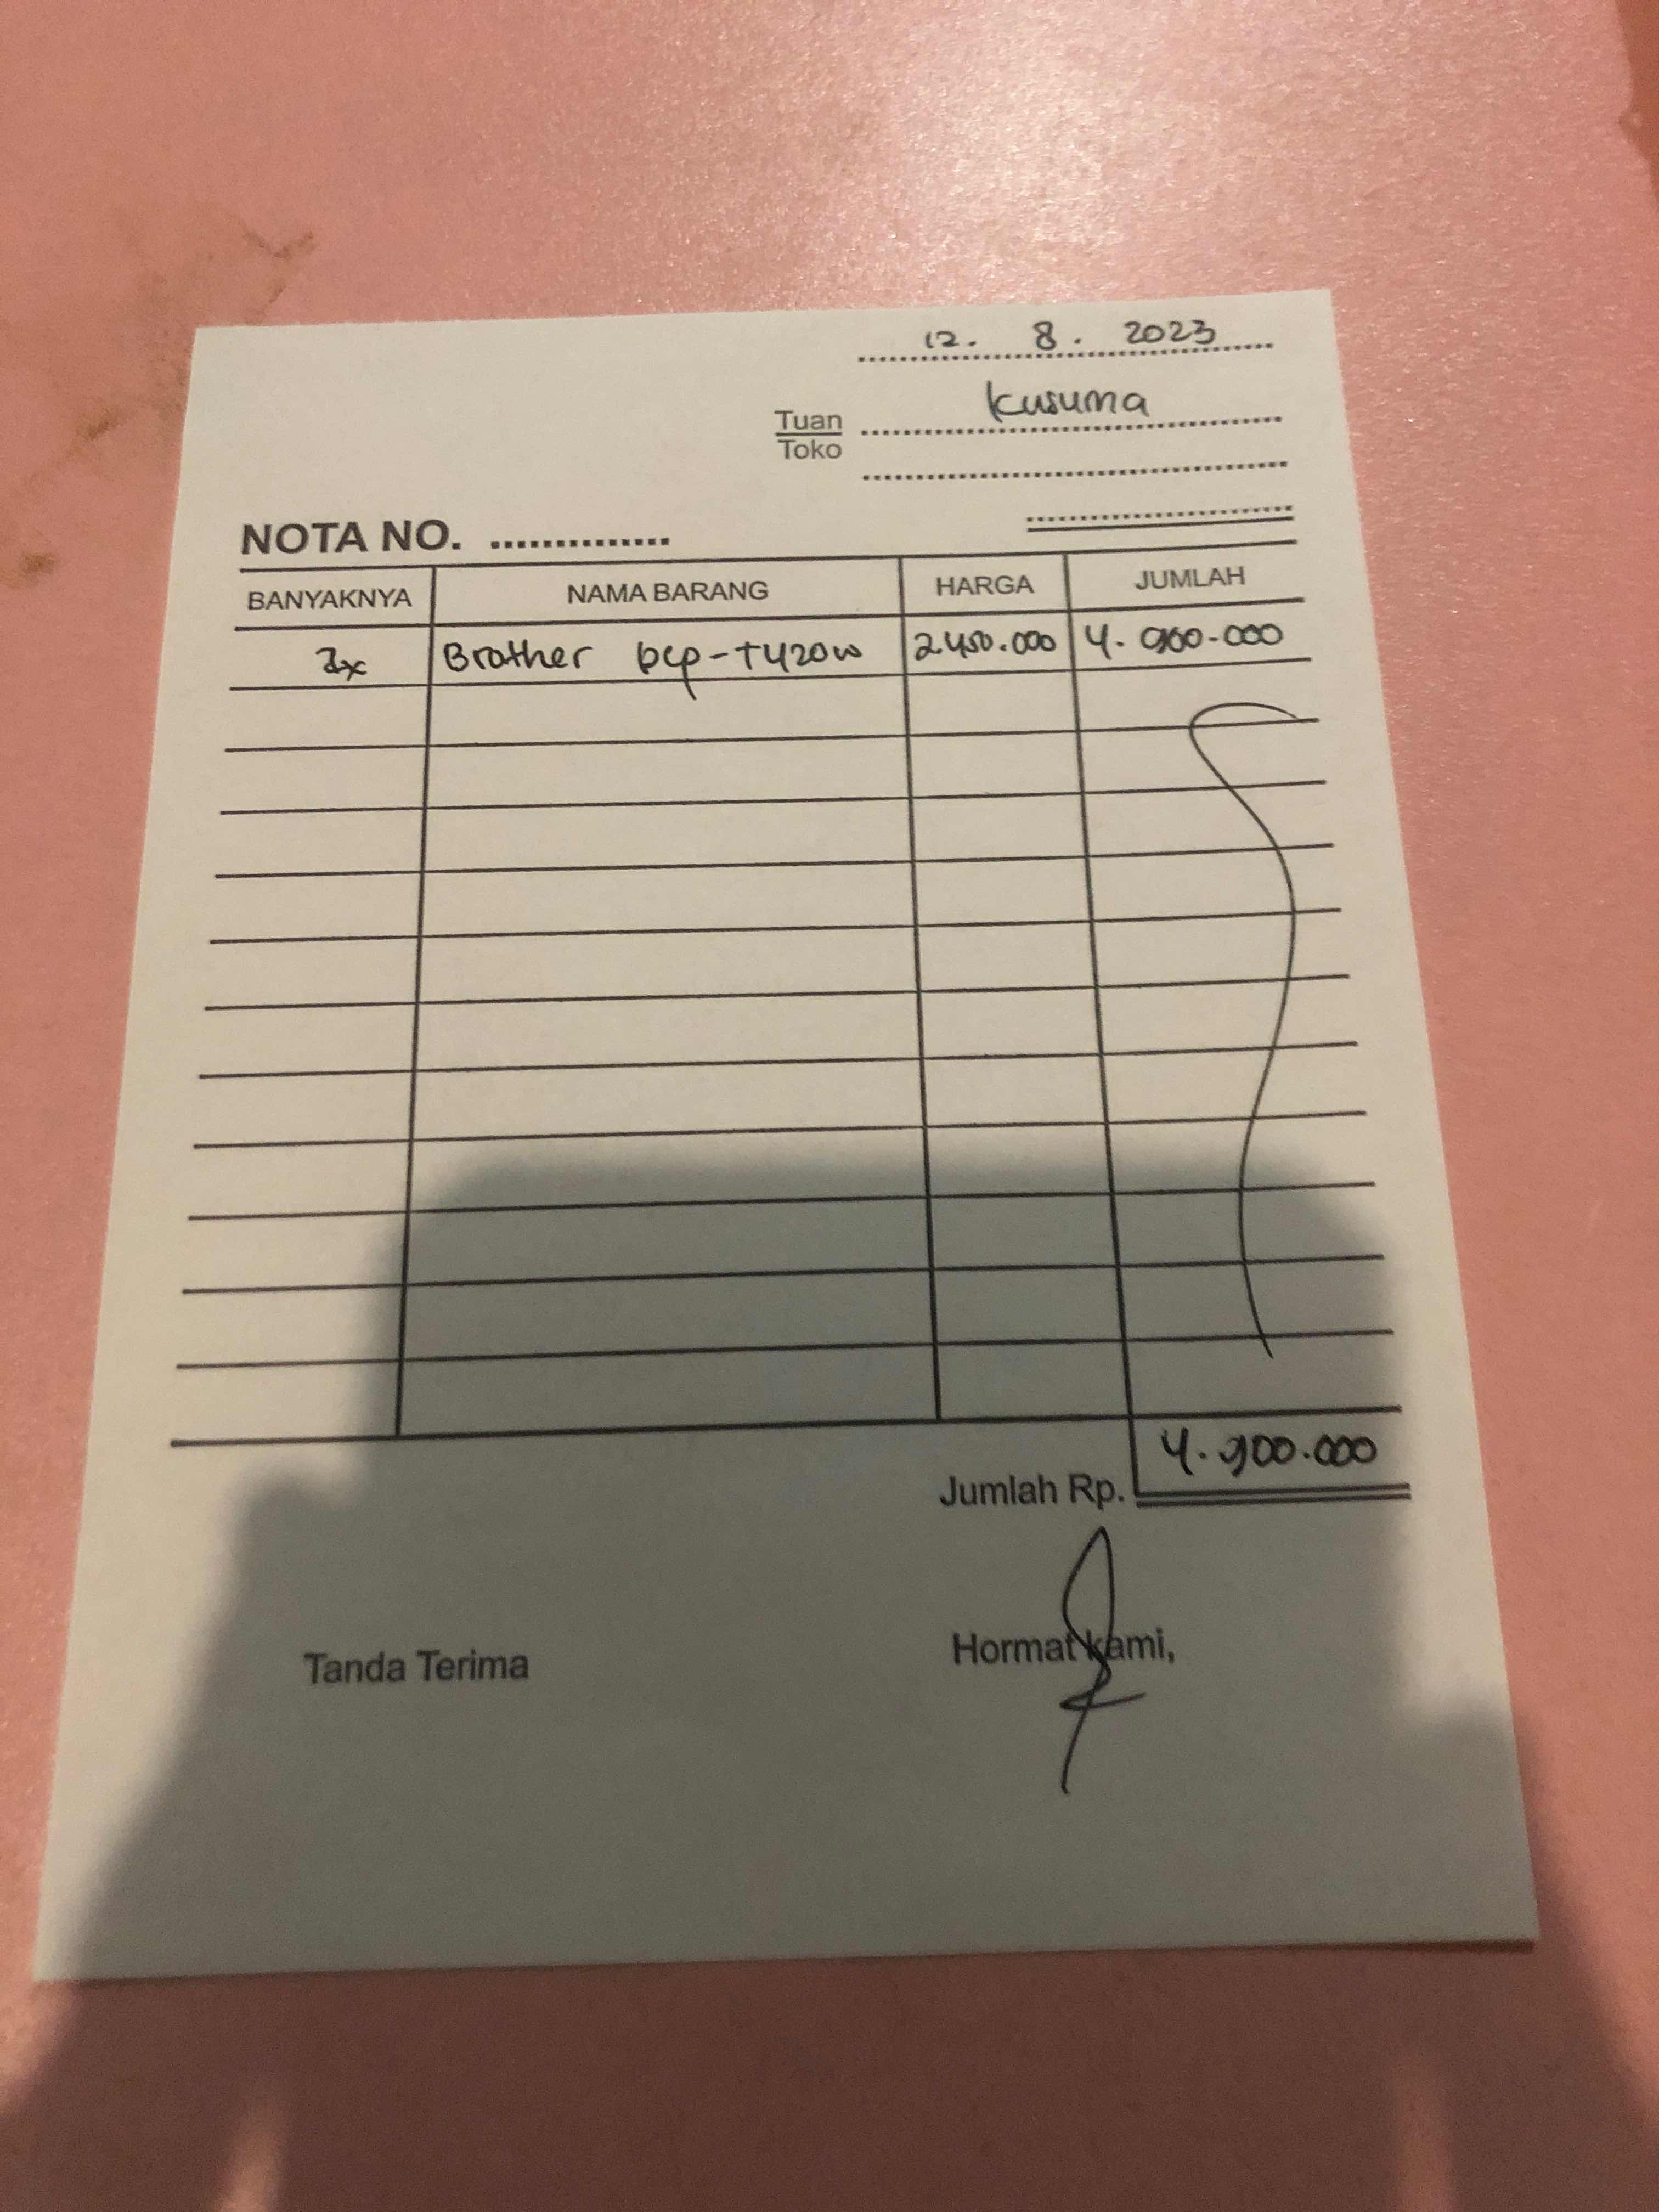 12. 8. 2023
Tuan Kusuma
Toko
NOTA NO. ..............
BANYAKNYA NAMA BARANG HARGA JUMLAH
2x Brother DCP-T420W 2.450.000 4.900.000
4.900.000
Jumlah Rp.
Tanda Terima Hormat kami,